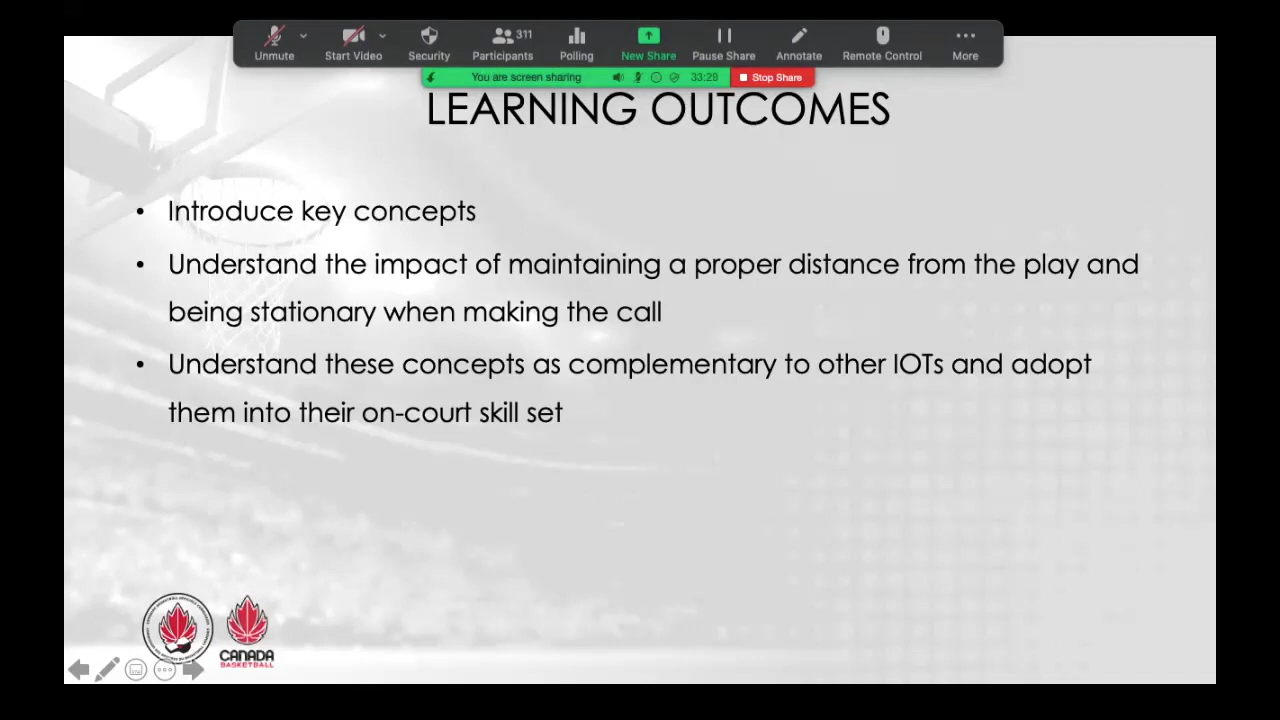 Unmute
Start Video
Security
Participants
311
Polling
New Share
Pause Share
Annotate
Remote Control
More
You are screen sharing
33:28
Stop Share
LEARNING OUTCOMES
• Introduce key concepts
• Understand the impact of maintaining a proper distance from the play and
being stationary when making the call
• Understand these concepts as complementary to other IOTs and adopt
them into their on-court skill set
CANADA
BASKETBALL